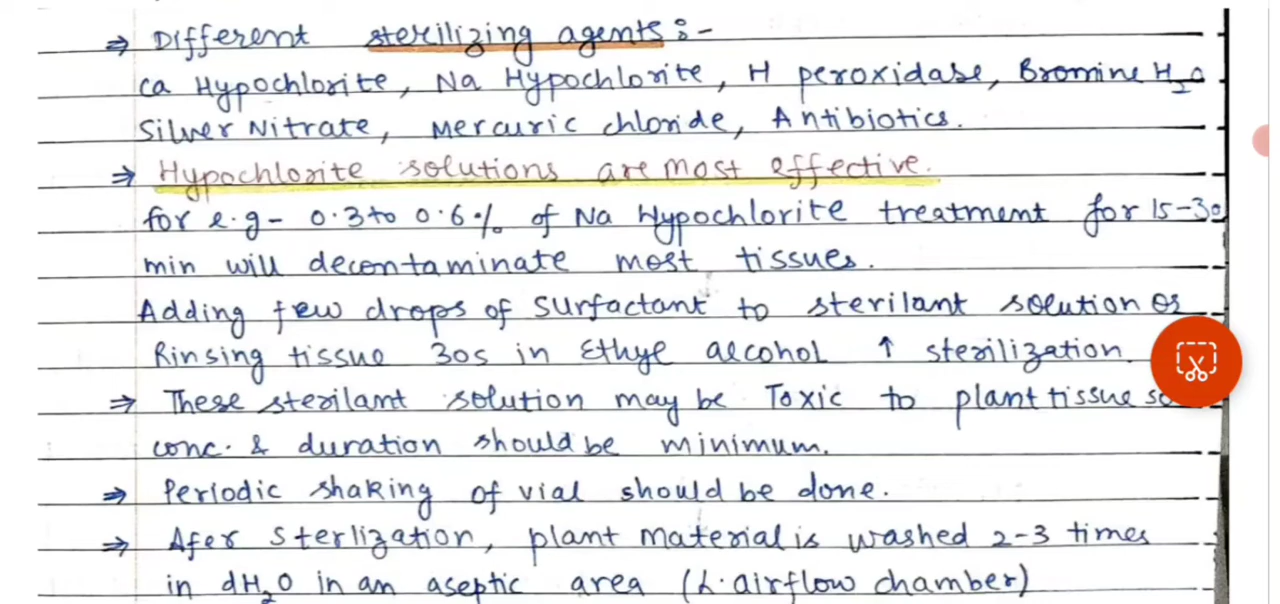 ⇒ Different sterilizing agents :-
ca Hypochlorite, Na Hypochlorite, H peroxidase, Bromine H2O
Silver Nitrate, Mercuric chloride, Antibiotics.
⇒ Hypochlorite solutions are most effective.
for e.g- 0.3 to 0.6% of Na Hypochlorite treatment for 15-30
min will decontaminate most tissues.
Adding few drops of surfactant to sterilant solution or
Rinsing tissue 30s in Ethyl alcohol ↑ sterilization.
⇒ These sterilant solution may be Toxic to plant tissue
conc. & duration should be minimum.
⇒ Periodic shaking of vial should be done.
⇒ Afer sterlization, plant material is washed 2-3 times
in dH2O in an aseptic area (L. airflow chamber)